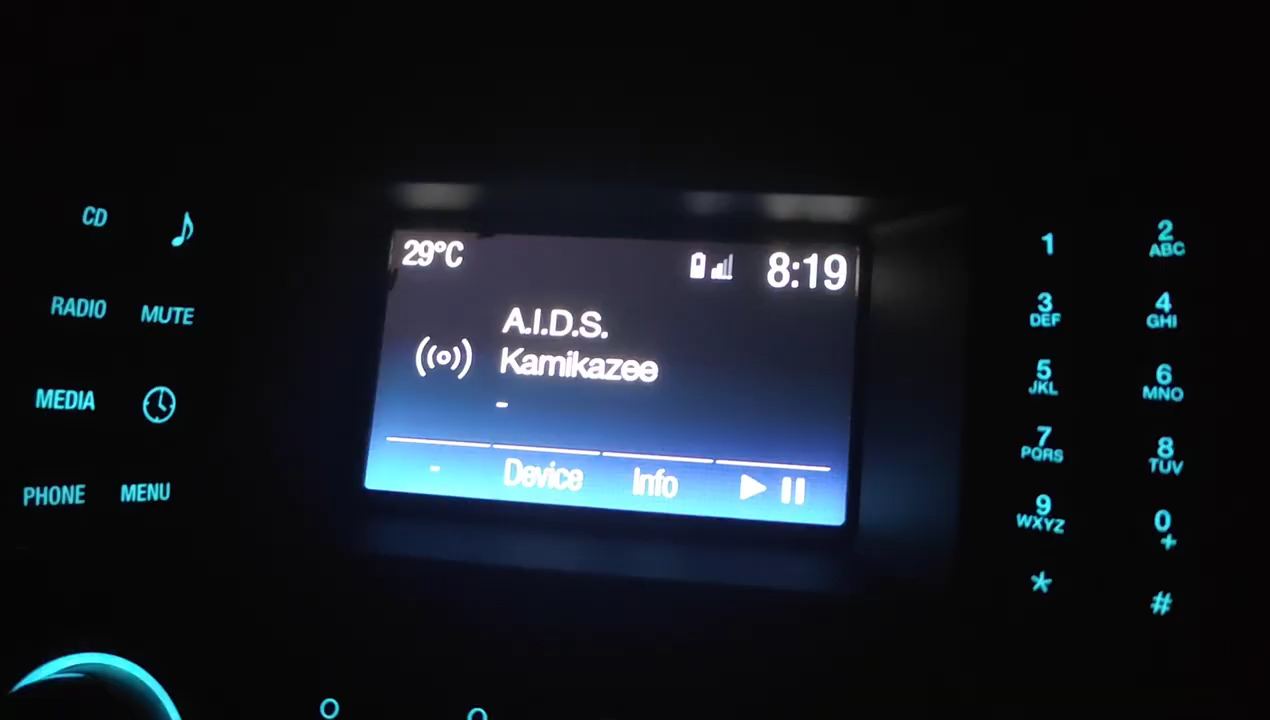 CD
RADIO
MUTE
MEDIA
PHONE
MENU
29°C
8:19
A.I.D.S.
Kamikazee
-
-
Device
Info
1
2
ABC
3
DEF
4
GHI
5
JKL
6
MNO
7
PQRS
8
TUV
9
WXYZ
0
+
*
#